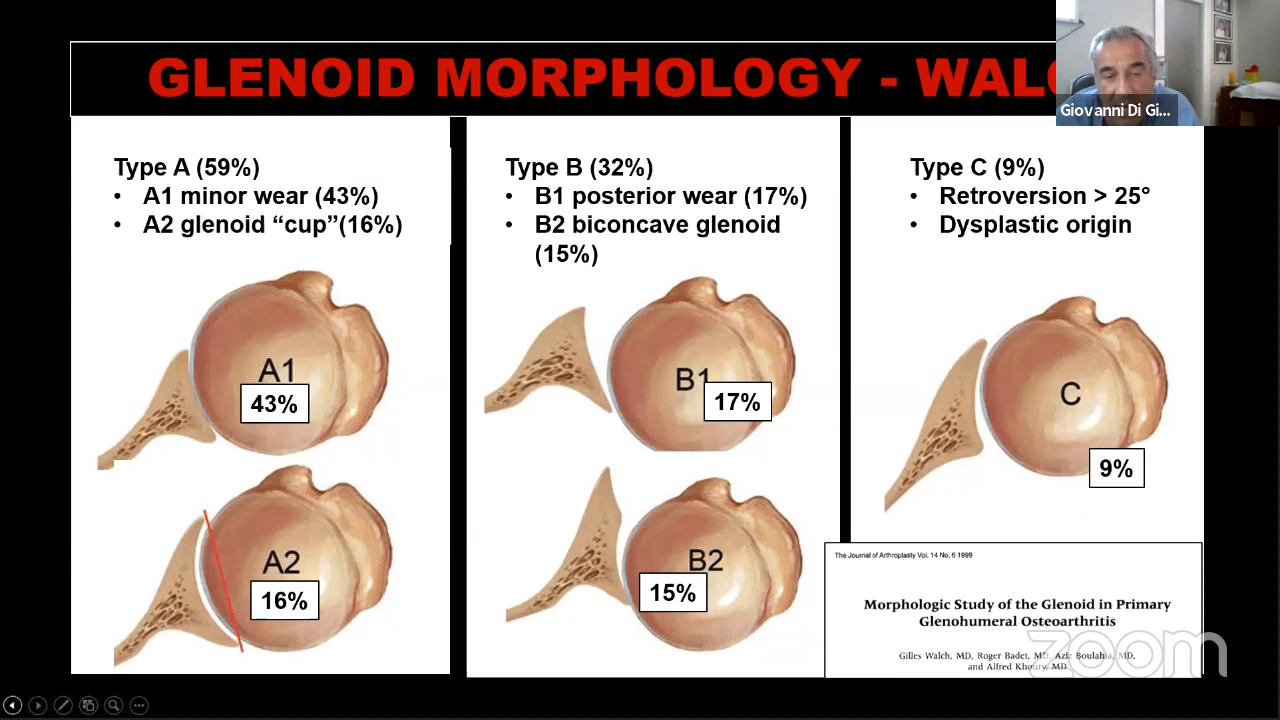 GLENOID MORPHOLOGY - WALC
Giovanni Di Gi...
Type A (59%)
• A1 minor wear (43%)
• A2 glenoid “cup”(16%)
Type B (32%)
• B1 posterior wear (17%)
• B2 biconcave glenoid
(15%)
Type C (9%)
• Retroversion > 25°
• Dysplastic origin
A1
43%
A2
16%
B1
17%
B2
15%
C
9%
The Journal of Arthroplasty Vol. 14 No. 6 1999
Morphologic Study of the Glenoid in Primary
Glenohumeral Osteoarthritis
Gilles Walch, MD, Roger Badet, MD, Aziz Boulahia, MD,
and Alfred Khoury, MD
zoom